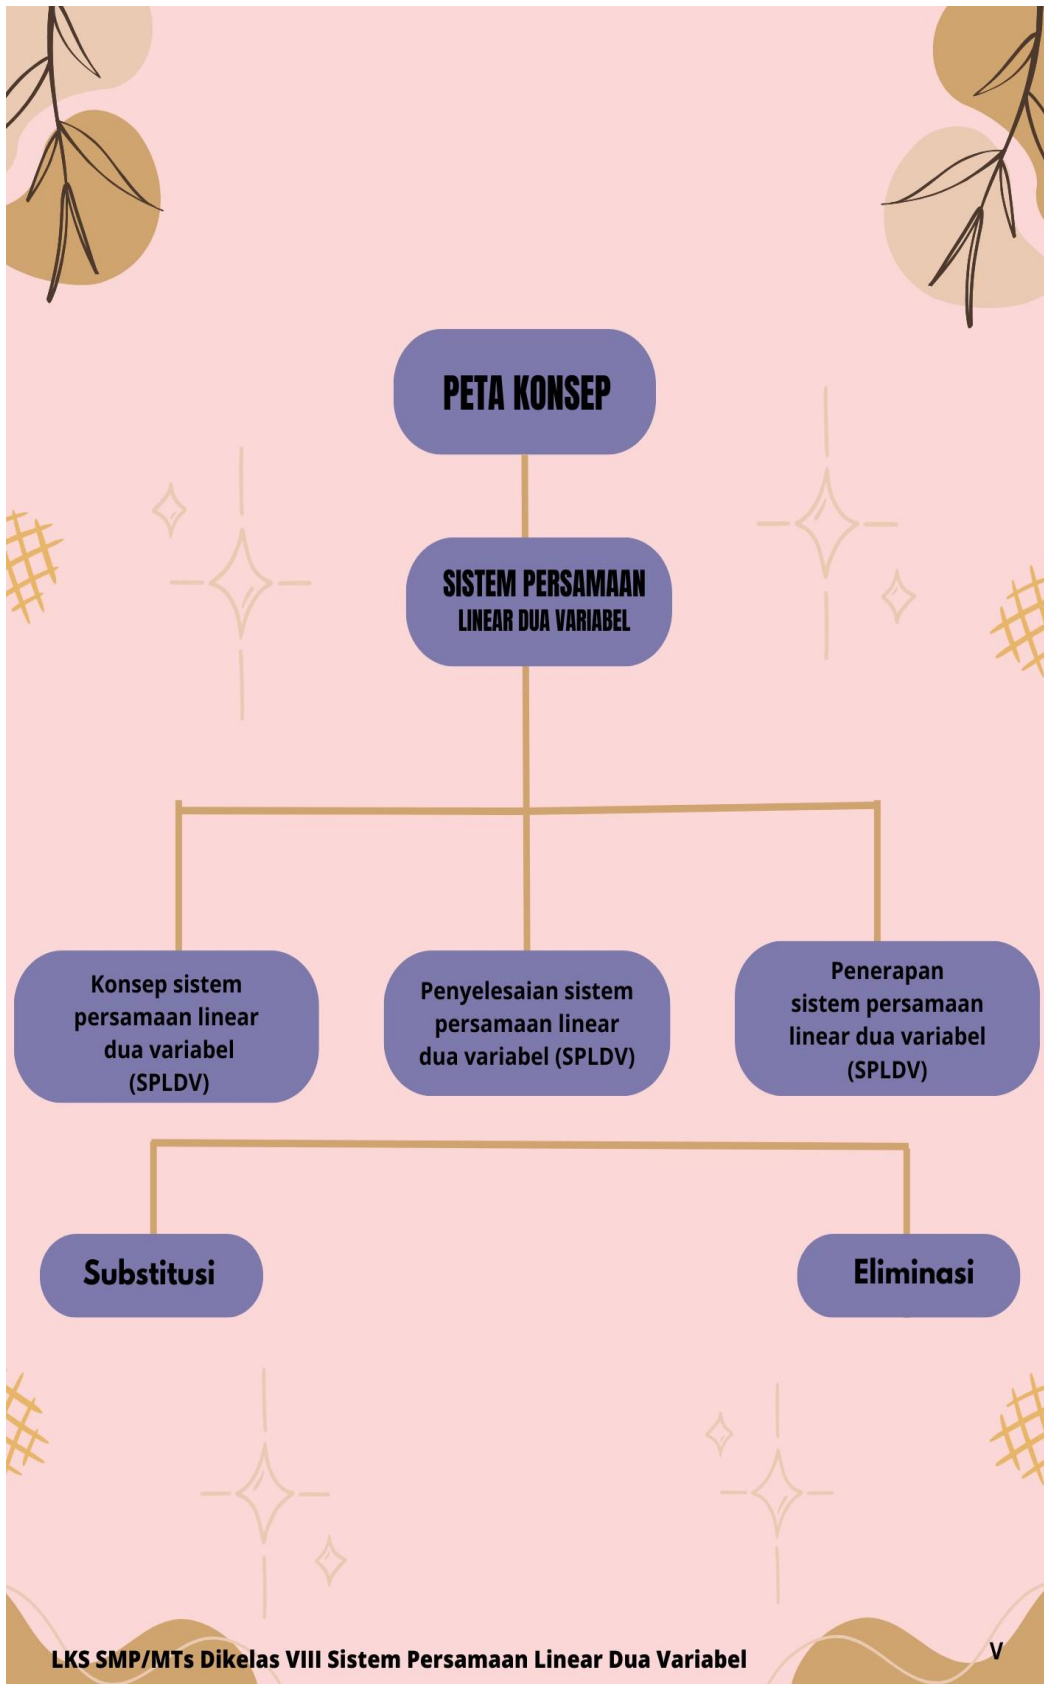 PETA KONSEP
SISTEM PERSAMAAN
LINEAR DUA VARIABEL
Konsep sistem
persamaan linear
dua variabel
(SPLDV)
Penyelesaian sistem
persamaan linear
dua variabel (SPLDV)
Penerapan
sistem persamaan
linear dua variabel
(SPLDV)
Substitusi
Eliminasi
LKS SMP/MTs Dikelas VIII Sistem Persamaan Linear Dua Variabel
V